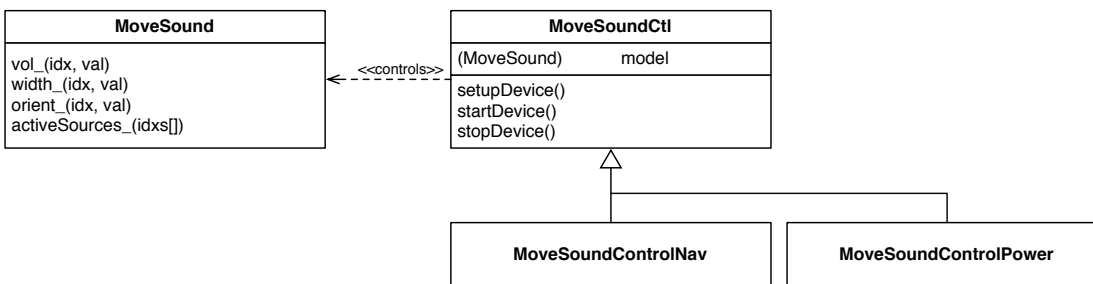 MoveSound
vol_(idx, val)
width_(idx, val)
orient_(idx, val)
activeSources_(idxs[])
<<controls>>
MoveSoundCtl
(MoveSound) model
setupDevice()
startDevice()
stopDevice()
MoveSoundControlNav
MoveSoundControlPower